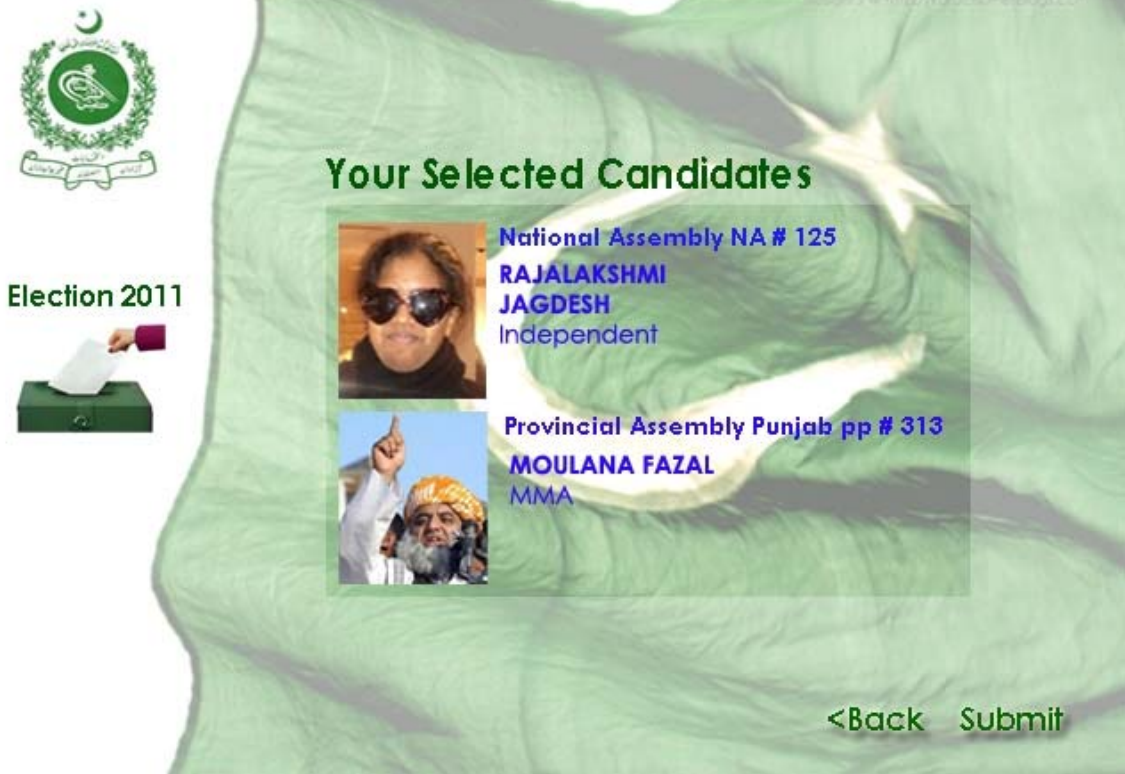 Your Selected Candidates
National Assembly NA # 125
RAJALAKSHMI
JAGDESH
Independent
Election 2011
Provincial Assembly Punjab pp # 313
MOULANA FAZAL
MMA
<Back Submit